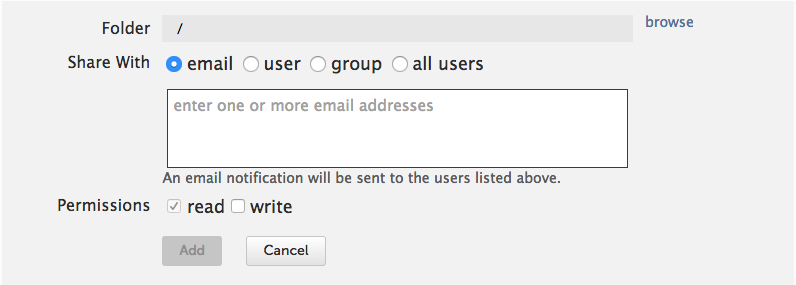 Folder / browse
Share With email user group all users
enter one or more email addresses
An email notification will be sent to the users listed above.
Permissions read write
Add Cancel